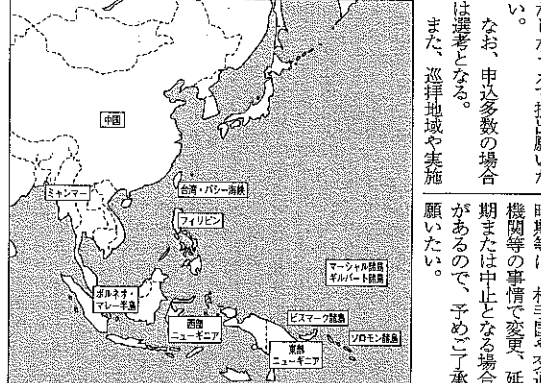 い。
なお、申込多数の場合
は選考となる。
また、巡拝地域や実施
機関等の事情で変更、延
期または中止となる場合
があるので、予めご了承
願いたい。
中国
ミャンマー
台湾・バシー海峡
フィリピン
マーシャル諸島
ギルバート諸島
ボルネオ・
マレー半島
西部
ニューギニア
ビスマーク諸島
東部
ニューギニア
ソロモン諸島